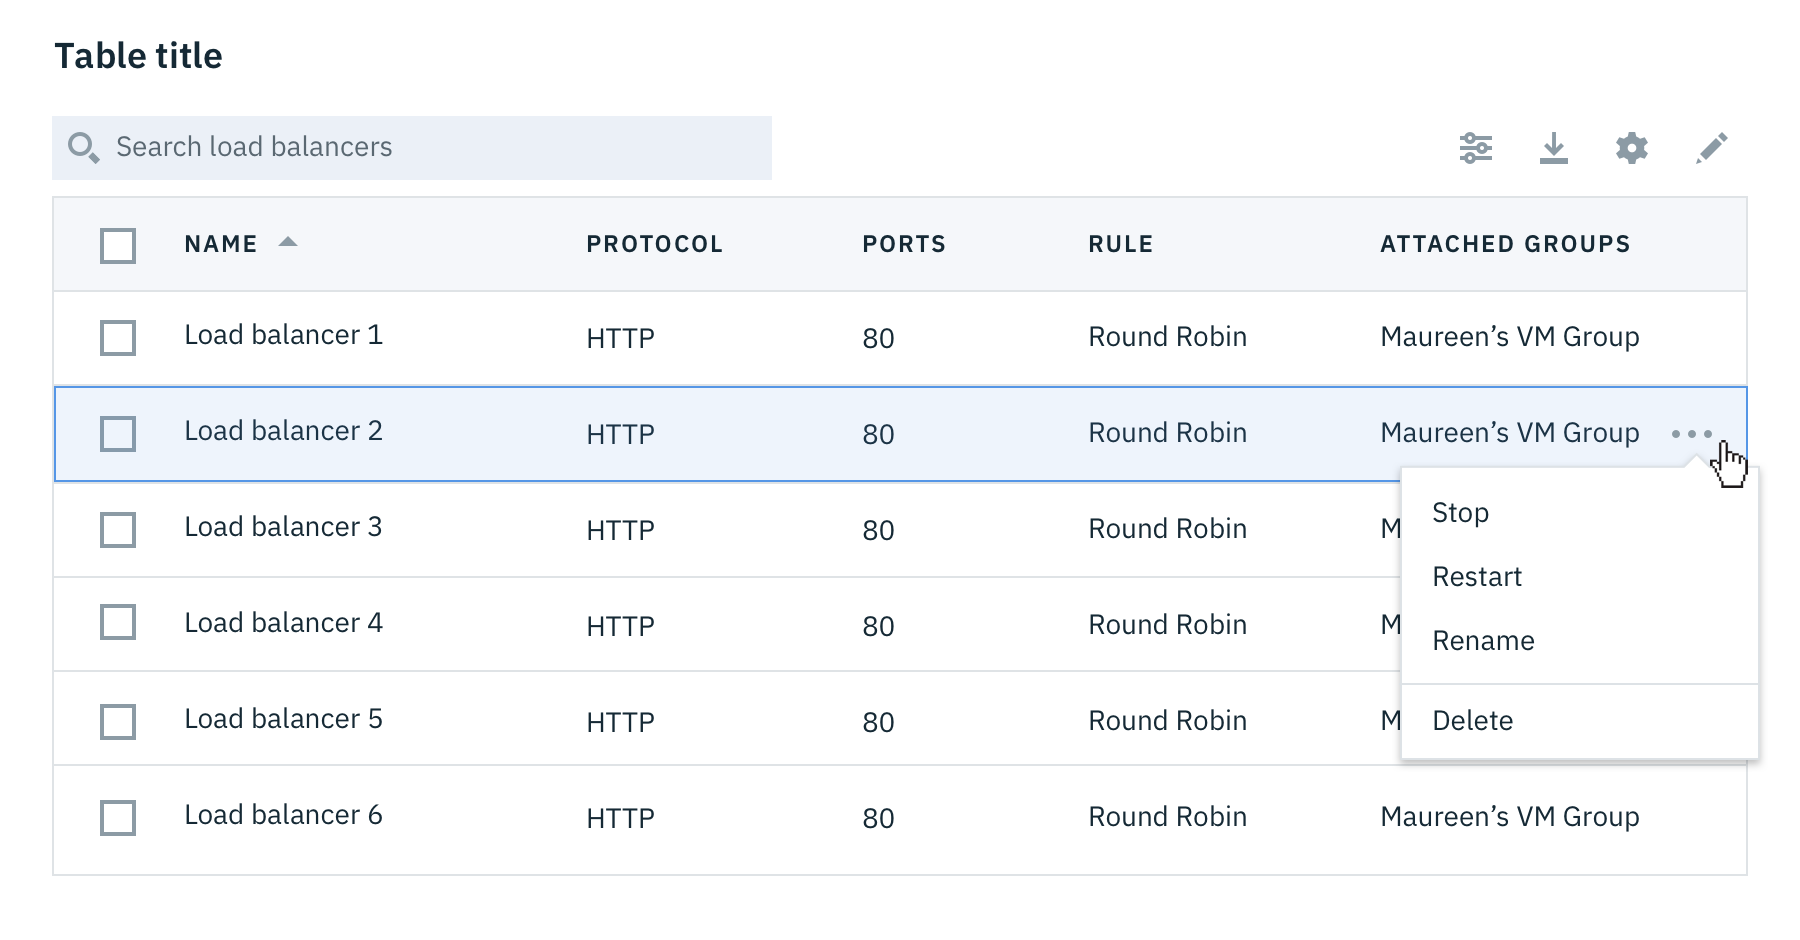 Table title
Search load balancers
NAME PROTOCOL PORTS RULE ATTACHED GROUPS
Load balancer 1 HTTP 80 Round Robin Maureen’s VM Group
Load balancer 2 HTTP 80 Round Robin Maureen’s VM Group
Stop
Load balancer 3 HTTP 80 Round Robin M
Restart
Load balancer 4 HTTP 80 Round Robin M
Rename
Load balancer 5 HTTP 80 Round Robin M
Delete
Load balancer 6 HTTP 80 Round Robin Maureen’s VM Group